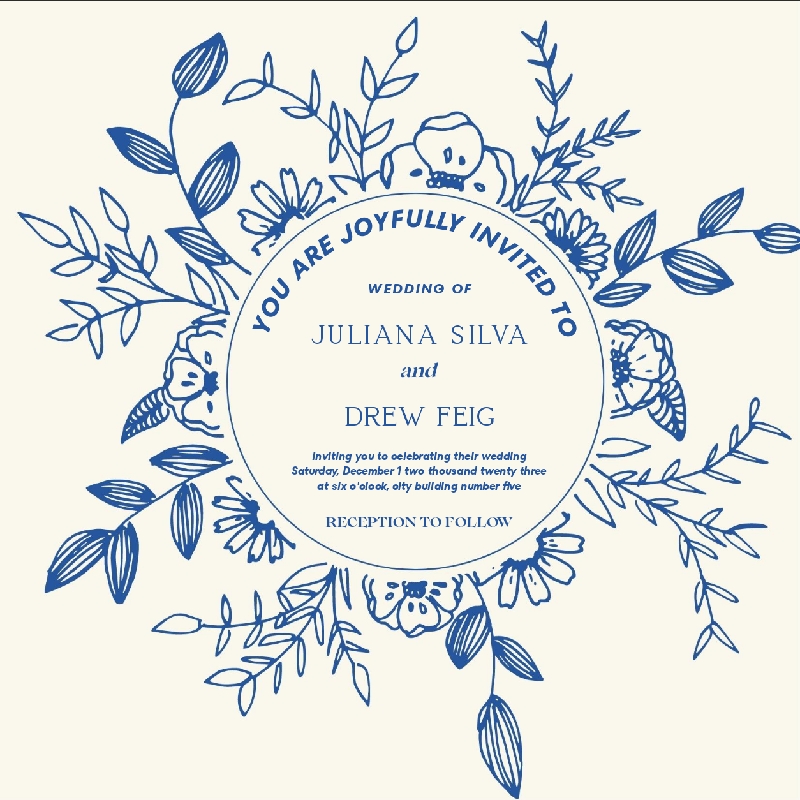 YOU ARE JOYFULLY INVITED TO
WEDDING OF
JULIANA SILVA
and
DREW FEIG
Inviting you to celebrating their wedding
Saturday, December 1 two thousand twenty three
at six o'clock, city building number five
RECEPTION TO FOLLOW